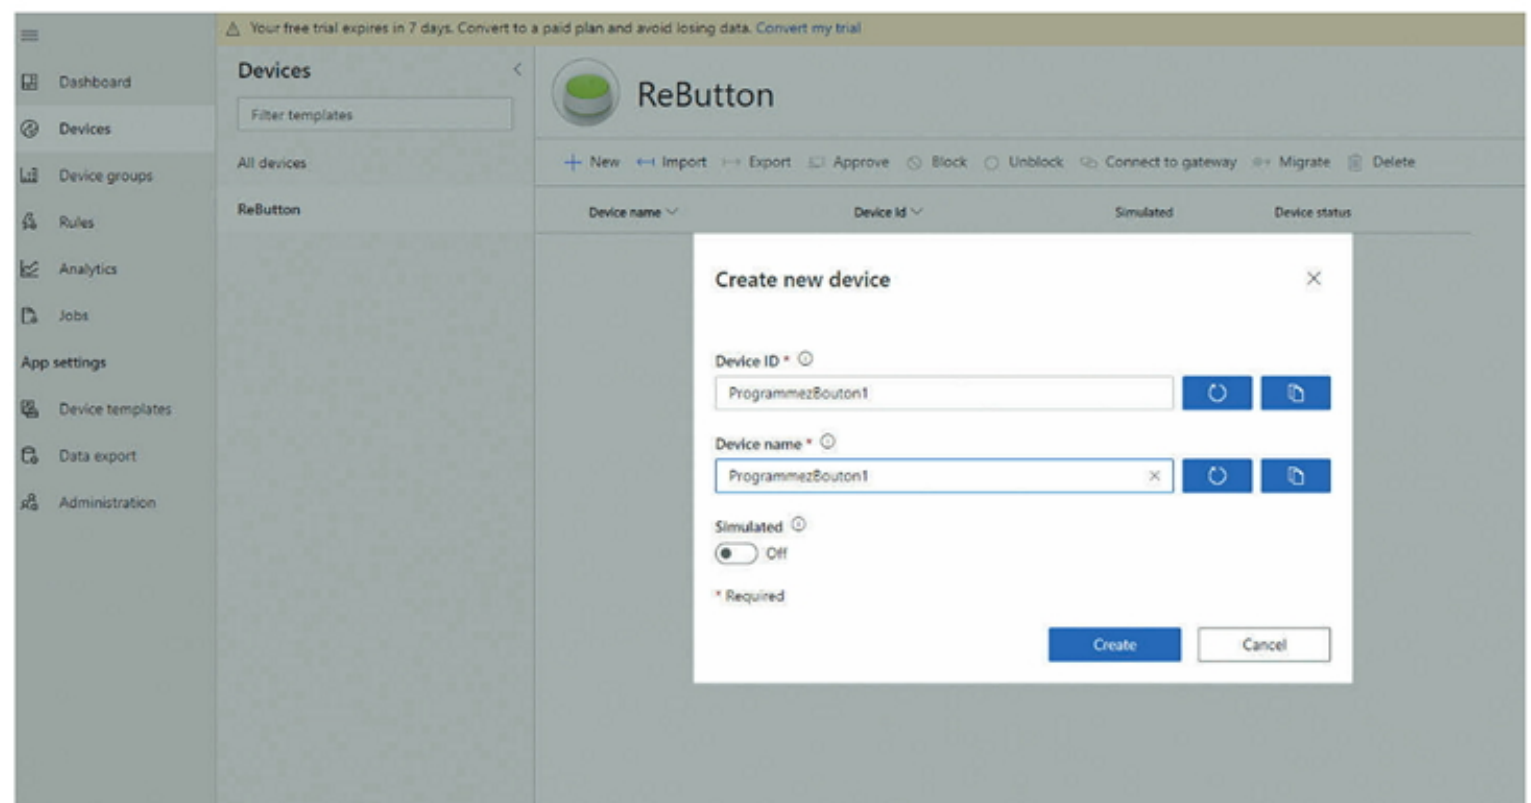 Your free trial expires in 7 days. Convert to a paid plan and avoid losing data. Convert my trial
Dashboard
Devices
Device groups
Rules
Analytics
Jobs
App settings
Device templates
Data export
Administration
Devices
Filter templates
All devices
ReButton
ReButton
New Import Export Approve Block Unblock Connect to gateway Migrate Delete
Device name Device Id Simulated Device status
Create new device
Device ID *
ProgrammezBouton1
Device name *
ProgrammezBouton1
Simulated
Off
* Required
Create Cancel